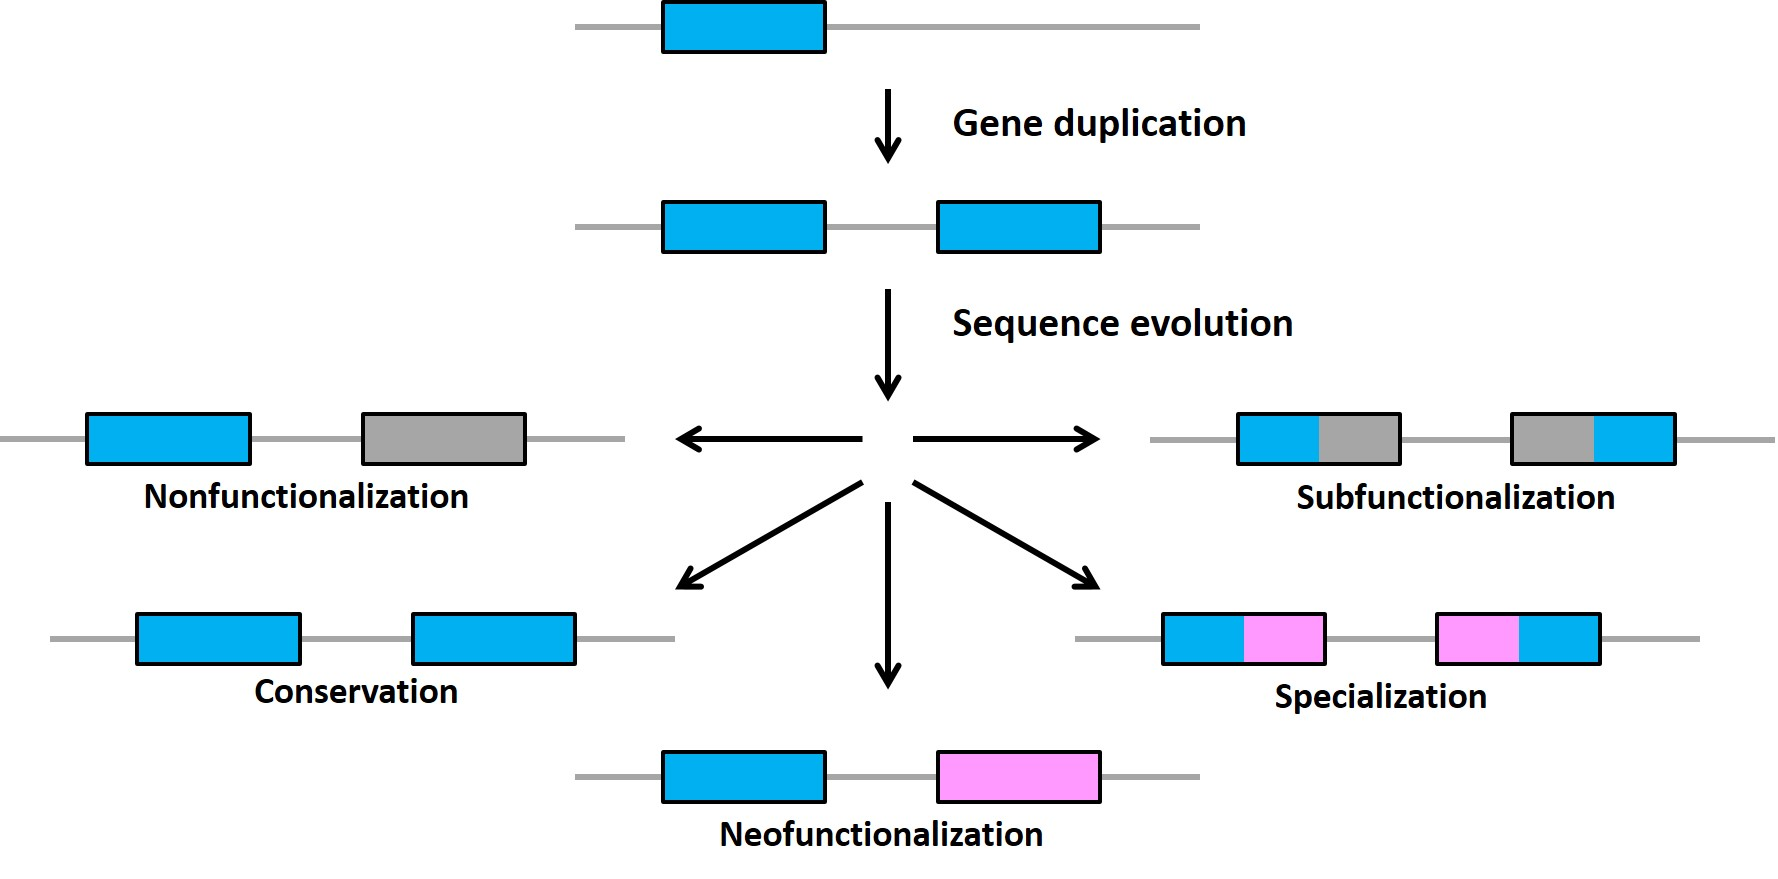 Gene duplication
Sequence evolution
Nonfunctionalization
Subfunctionalization
Conservation
Specialization
Neofunctionalization